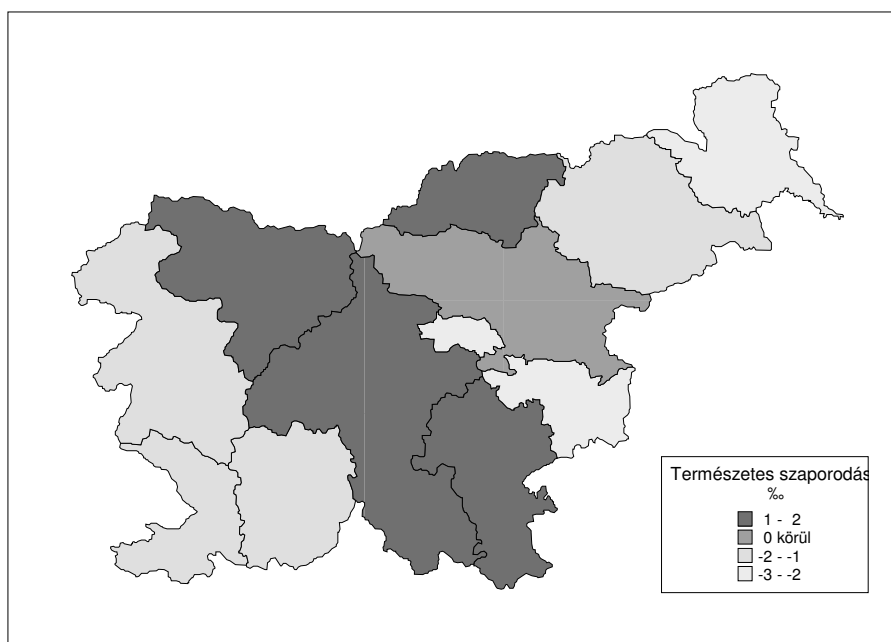 Természetes szaporodás
‰
1 - 2
0 körül
-2 - -1
-3 - -2